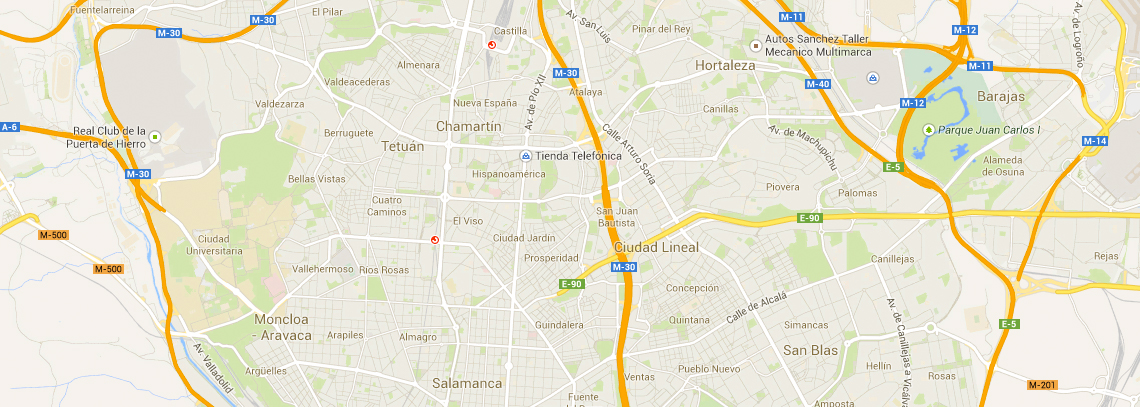 Fuentelarreina
M-30
M-30
El Pilar
Castilla
Av. San Luis
M-11
Pinar del Rey
Autos Sanchez Taller
Mecanico Multimarca
M-12
M-11
Av. de Logroño
Almenara
Valdeacederas
M-30
Atalaya
Hortaleza
M-40
Barajas
Valdezarza
Nueva España
Av. de Pío XII
Canillas
M-12
A-6
Real Club de la
Puerta de Hierro
Berruguete
Chamartín
Tetuán
Tienda Telefónica
Calle Arturo Soria
Av. de Machupichu
Parque Juan Carlos I
M-14
M-30
Bellas Vistas
Hispanoamérica
E-5
Alameda
de Osuna
Cuatro
Caminos
Piovera
Palomas
El Viso
San Juan
Bautista
E-90
M-500
Ciudad
Universitaria
Ciudad Jardín
Ciudad Lineal
Prosperidad
M-500
Vallehermoso
Ríos Rosas
M-30
Canillejas
Rejas
E-90
Concepción
Moncloa
- Aravaca
Arapiles
Almagro
Guindalera
Quintana
Calle de Alcalá
Simancas
E-5
Av. de Canillejas a Vicálva
Av. Valladolid
Argüelles
Salamanca
Ventas
Pueblo Nuevo
San Blas
Hellín
Rosas
M-201
Fuente
del B
Amposta